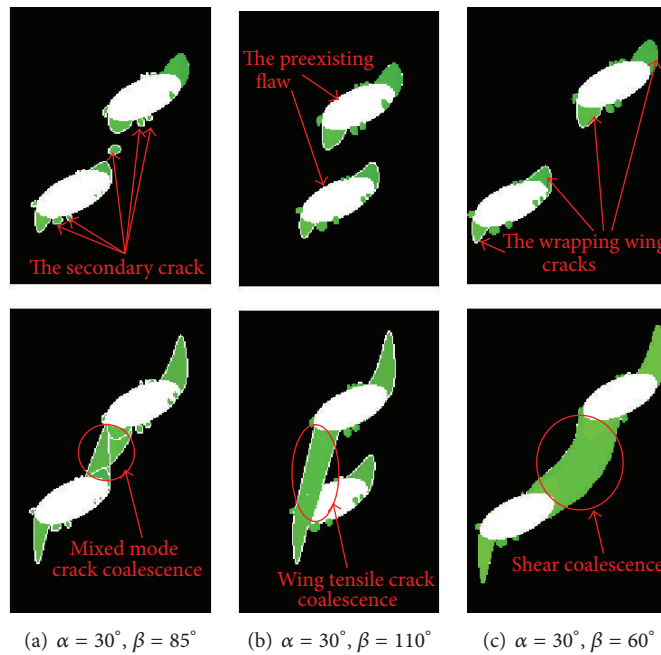 The preexisting
flaw
The secondary crack
The wrapping wing
cracks
Mixed mode
crack coalescence
Wing tensile crack
coalescence
Shear coalescence
(a) α = 30°, β = 85°
(b) α = 30°, β = 110°
(c) α = 30°, β = 60°